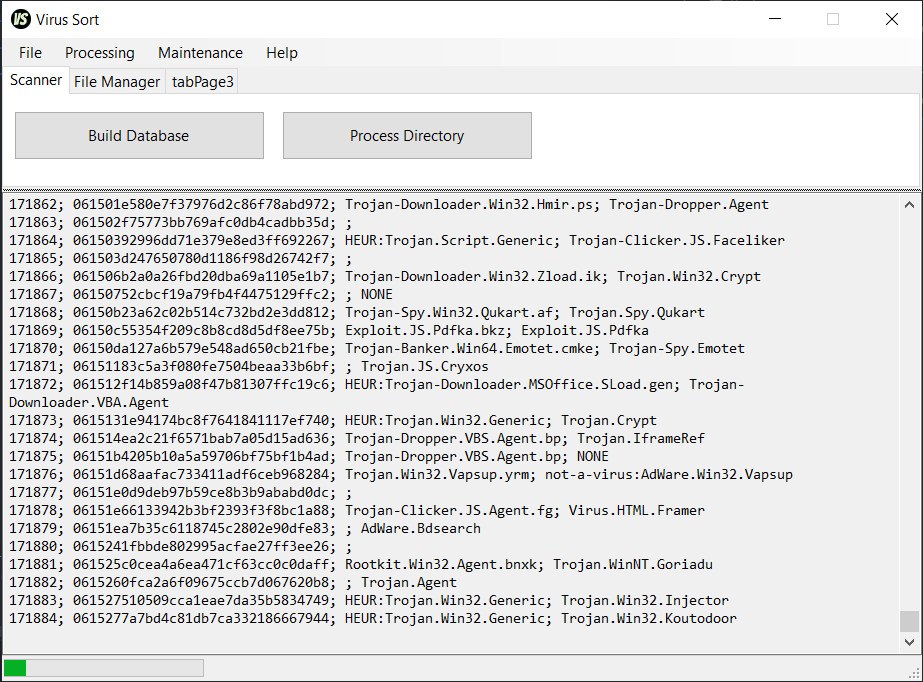 VS Virus Sort
File Processing Maintenance Help
Scanner File Manager tabPage3
Build Database Process Directory
171862; 061501e580e7f37976d2c86f78abd972; Trojan-Downloader.Win32.Hmir.ps; Trojan-Dropper.Agent
171863; 061502f75773bb769afc0db4cadbb35d; ;
171864; 06150392996dd71e379e8ed3ff692267; HEUR:Trojan.Script.Generic; Trojan-Clicker.JS.Faceliker
171865; 061503d247650780d1186f98d26742f7; ;
171866; 061506b2a0a26fbd20dba69a1105e1b7; Trojan-Downloader.Win32.Zload.ik; Trojan.Win32.Crypt
171867; 06150752cbcf19a79fb4f4475129ffc2; ; NONE
171868; 06150b23a62c02b514c732bd2e3dd812; Trojan-Spy.Win32.Qukart.af; Trojan.Spy.Qukart
171869; 06150c55354f209c8b8cd8d5df8ee75b; Exploit.JS.Pdfka.bkz; Exploit.JS.Pdfka
171870; 06150da127a6b579e548ad650cb21fbe; Trojan-Banker.Win64.Emotet.cmke; Trojan-Spy.Emotet
171871; 06151183c5a3f080fe7504beaa33b6bf; ; Trojan.JS.Cryxos
171872; 061512f14b859a08f47b81307ffc19c6; HEUR:Trojan-Downloader.MSOffice.SLoad.gen; Trojan-
Downloader.VBA.Agent
171873; 0615131e94174bc8f7641841117ef740; HEUR:Trojan.Win32.Generic; Trojan.Crypt
171874; 061514ea2c21f6571bab7a05d15ad636; Trojan-Dropper.VBS.Agent.bp; Trojan.IframeRef
171875; 06151b4205b10a5a59706bf75bf1b4ad; Trojan-Dropper.VBS.Agent.bp; NONE
171876; 06151d68aafac733411adf6ceb968284; Trojan.Win32.Vapsup.yrm; not-a-virus:AdWare.Win32.Vapsup
171877; 06151e0d9deb97b59ce8b3b9ababd0dc; ;
171878; 06151e66133942b3bf2393f3f8bc1a88; Trojan-Clicker.JS.Agent.fg; Virus.HTML.Framer
171879; 06151ea7b35c6118745c2802e90dfe83; ; AdWare.Bdsearch
171880; 0615241fbbde802995acfae27ff3ee26; ;
171881; 061525c0cea4a6ea471cf63cc0c0daff; Rootkit.Win32.Agent.bnxk; Trojan.WinNT.Goriadu
171882; 0615260fca2a6f09675ccb7d067620b8; ; Trojan.Agent
171883; 061527510509cca1eae7da35b5834749; HEUR:Trojan.Win32.Generic; Trojan.Win32.Injector
171884; 0615277a7bd4c81db7ca332186667944; HEUR:Trojan.Win32.Generic; Trojan.Win32.Koutodoor